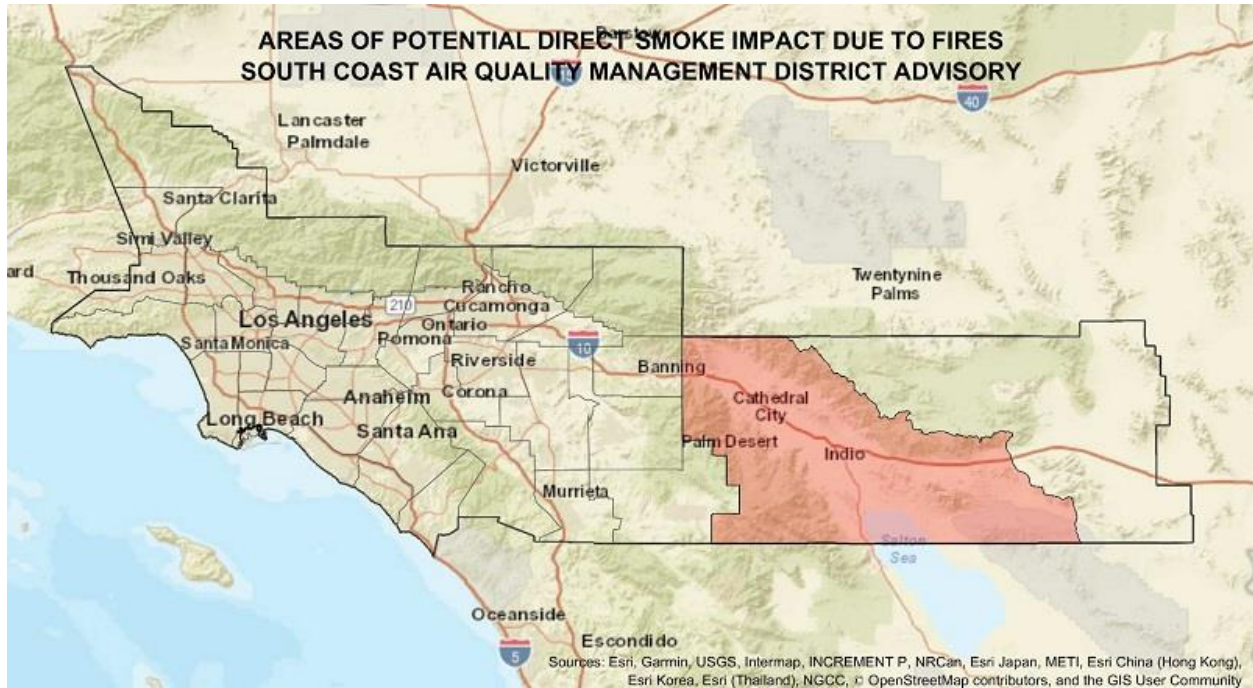 AREAS OF POTENTIAL DIRECT SMOKE IMPACT DUE TO FIRES
Barstow
SOUTH COAST AIR QUALITY MANAGEMENT DISTRICT ADVISORY
15
40
Lancaster
Palmdale
Victorville
Santa Clarita
Simi Valley
ard
Thousand Oaks
Twentynine
Palms
Rancho
Cucamonga
210
Los Angeles
Ontario
Santa Monica
Pomona
10
Riverside
Banning
Anaheim
Corona
Cathedral
City
Long Beach
Santa Ana
Palm Desert
Indio
Murrieta
Salton
Sea
Oceanside
Escondido
5
Sources: Esri, Garmin, USGS, Intermap, INCREMENT P, NRCan, Esri Japan, METI, Esri China (Hong Kong),
Esri Korea, Esri (Thailand), NGCC, © OpenStreetMap contributors, and the GIS User Community